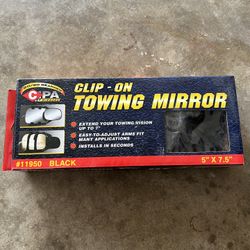 CIPA
CLIP - ON
TOWING MIRROR
• EXTEND YOUR TOWING VISION
UP TO 7"
• EASY-TO-ADJUST ARMS FIT
MANY APPLICATIONS
• INSTALLS IN SECONDS
#11950 BLACK
5" X 7.5"